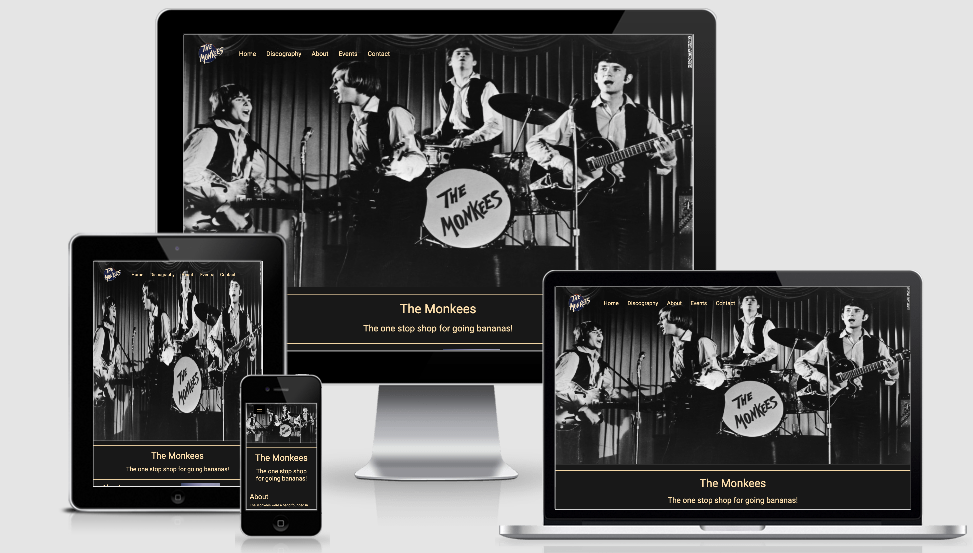 THE MONKEES
Home Discography About Events Contact
THE
MONKEES
The Monkees
The one stop shop for going bananas!
THE MONKEES
Home Discography About Events Contact
THE
MONKEES
The Monkees
The one stop shop for going bananas!
THE
MONKEES
The Monkees
The one stop shop
for going bananas!
About
THE MONKEES
Home Discography About Events Contact
THE
MONKEES
The Monkees
The one stop shop for going bananas!